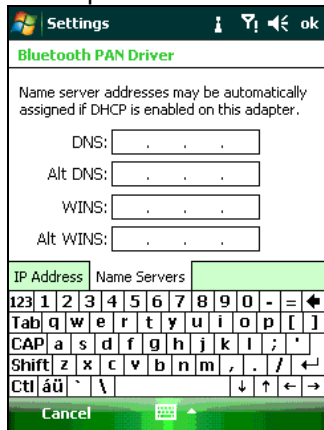 Settings ok
Bluetooth PAN Driver
Name server addresses may be automatically
assigned if DHCP is enabled on this adapter.
DNS: . . .
Alt DNS: . . .
WINS: . . .
Alt WINS: . . .
IP Address Name Servers
123 1 2 3 4 5 6 7 8 9 0 - =
Tab q w e r t y u i o p [ ]
CAP a s d f g h j k l ; '
Shift z x c v b n m , . /
Ctl áü ` \ ↓ ↑ ← →
Cancel